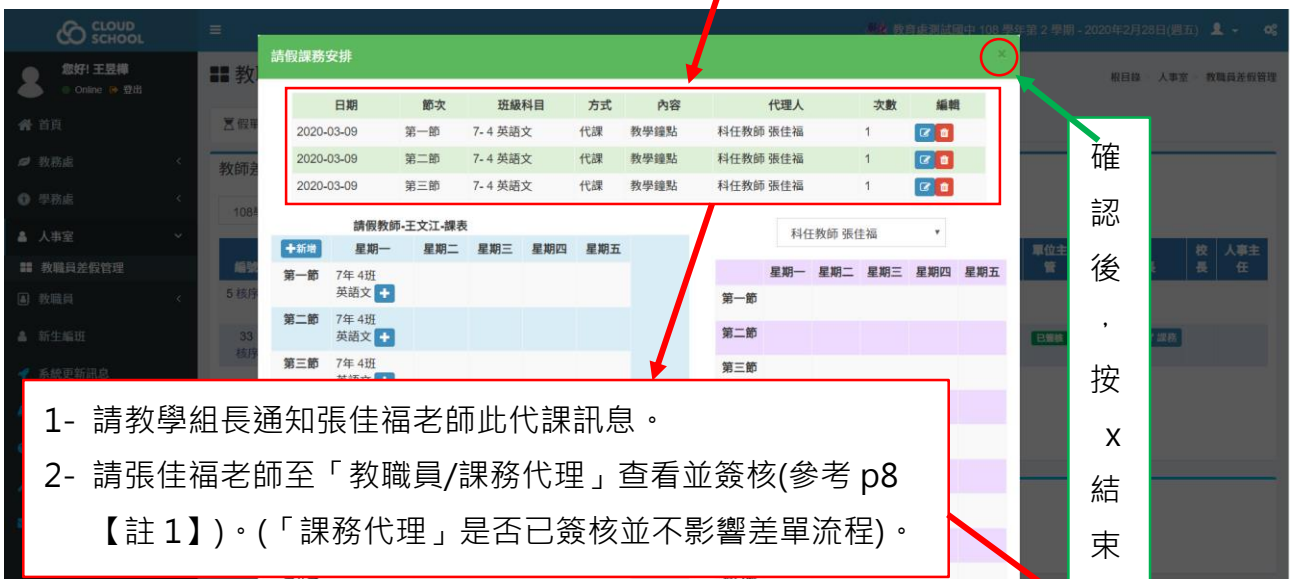 CLOUD
SCHOOL
教育處測試國中 108 學年第 2 學期 - 2020年2月28日(週五)
您好! 王昱樺
Online 登出
首頁
教務處
學務處
人事室
教職員差假管理
教職員
新生編班
系統更新訊息
根目錄 人事室 教職員差假管理
請假課務安排 ×
日期 節次 班級科目 方式 內容 代理人 次數 編輯
2020-03-09 第一節 7- 4 英語文 代課 教學鐘點 科任教師 張佳福 1
2020-03-09 第二節 7- 4 英語文 代課 教學鐘點 科任教師 張佳福 1
2020-03-09 第三節 7- 4 英語文 代課 教學鐘點 科任教師 張佳福 1
請假教師-王文江-課表
+新增 星期一 星期二 星期三 星期四 星期五
第一節 7年 4班
英語文 +
第二節 7年 4班
英語文 +
第三節 7年 4班
科任教師 張佳福
星期一 星期二 星期三 星期四 星期五
第一節
第二節
第三節
編號
33
單位主管
校長
人事主任
課務
確認後，按 x 結束
1- 請教學組長通知張佳福老師此代課訊息。
2- 請張佳福老師至「教職員/課務代理」查看並簽核(參考 p8
【註 1】)。(「課務代理」是否已簽核並不影響差單流程)。